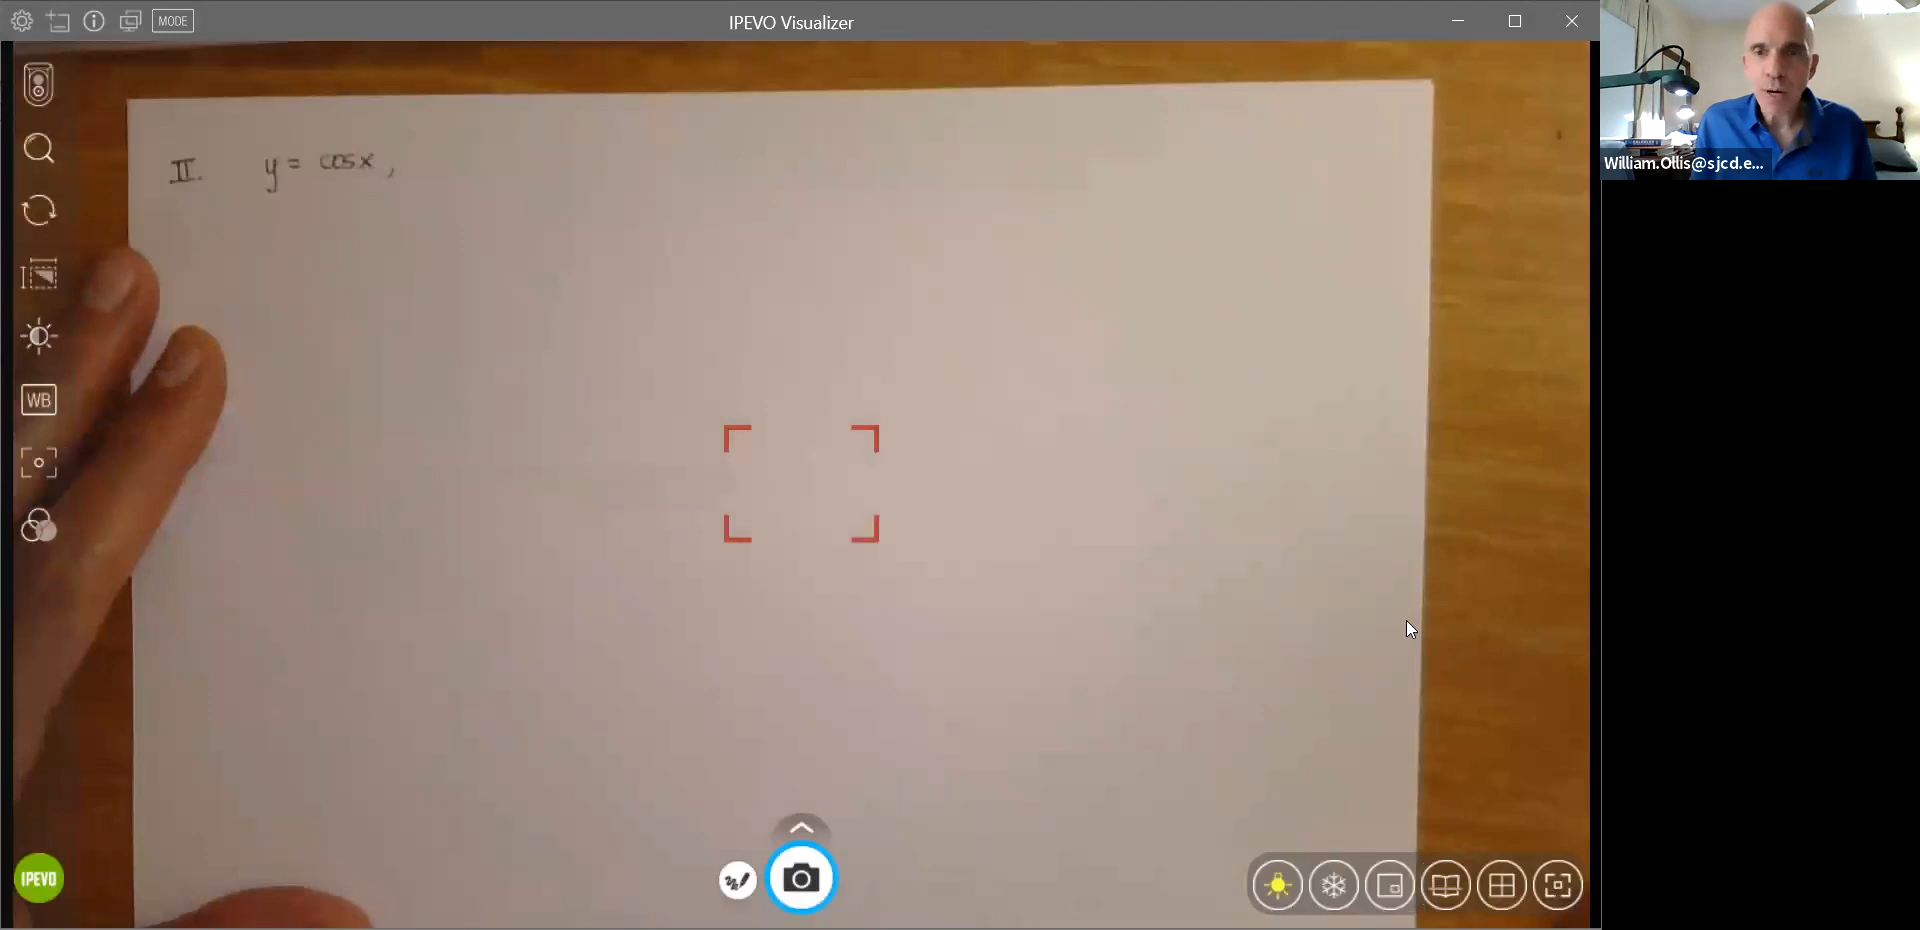 MODE
IPEVO Visualizer
William.Ollis@sjcd.e...
II. y = cos x ,
WB
IPEVO